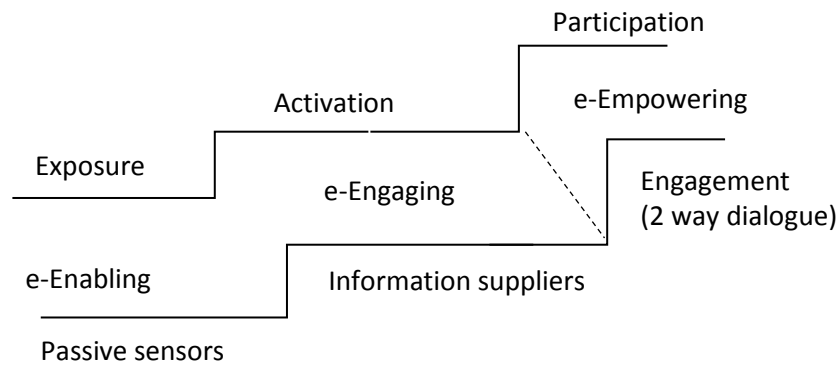 Participation
Activation
e-Empowering
Exposure
e-Engaging
Engagement
(2 way dialogue)
e-Enabling
Information suppliers
Passive sensors